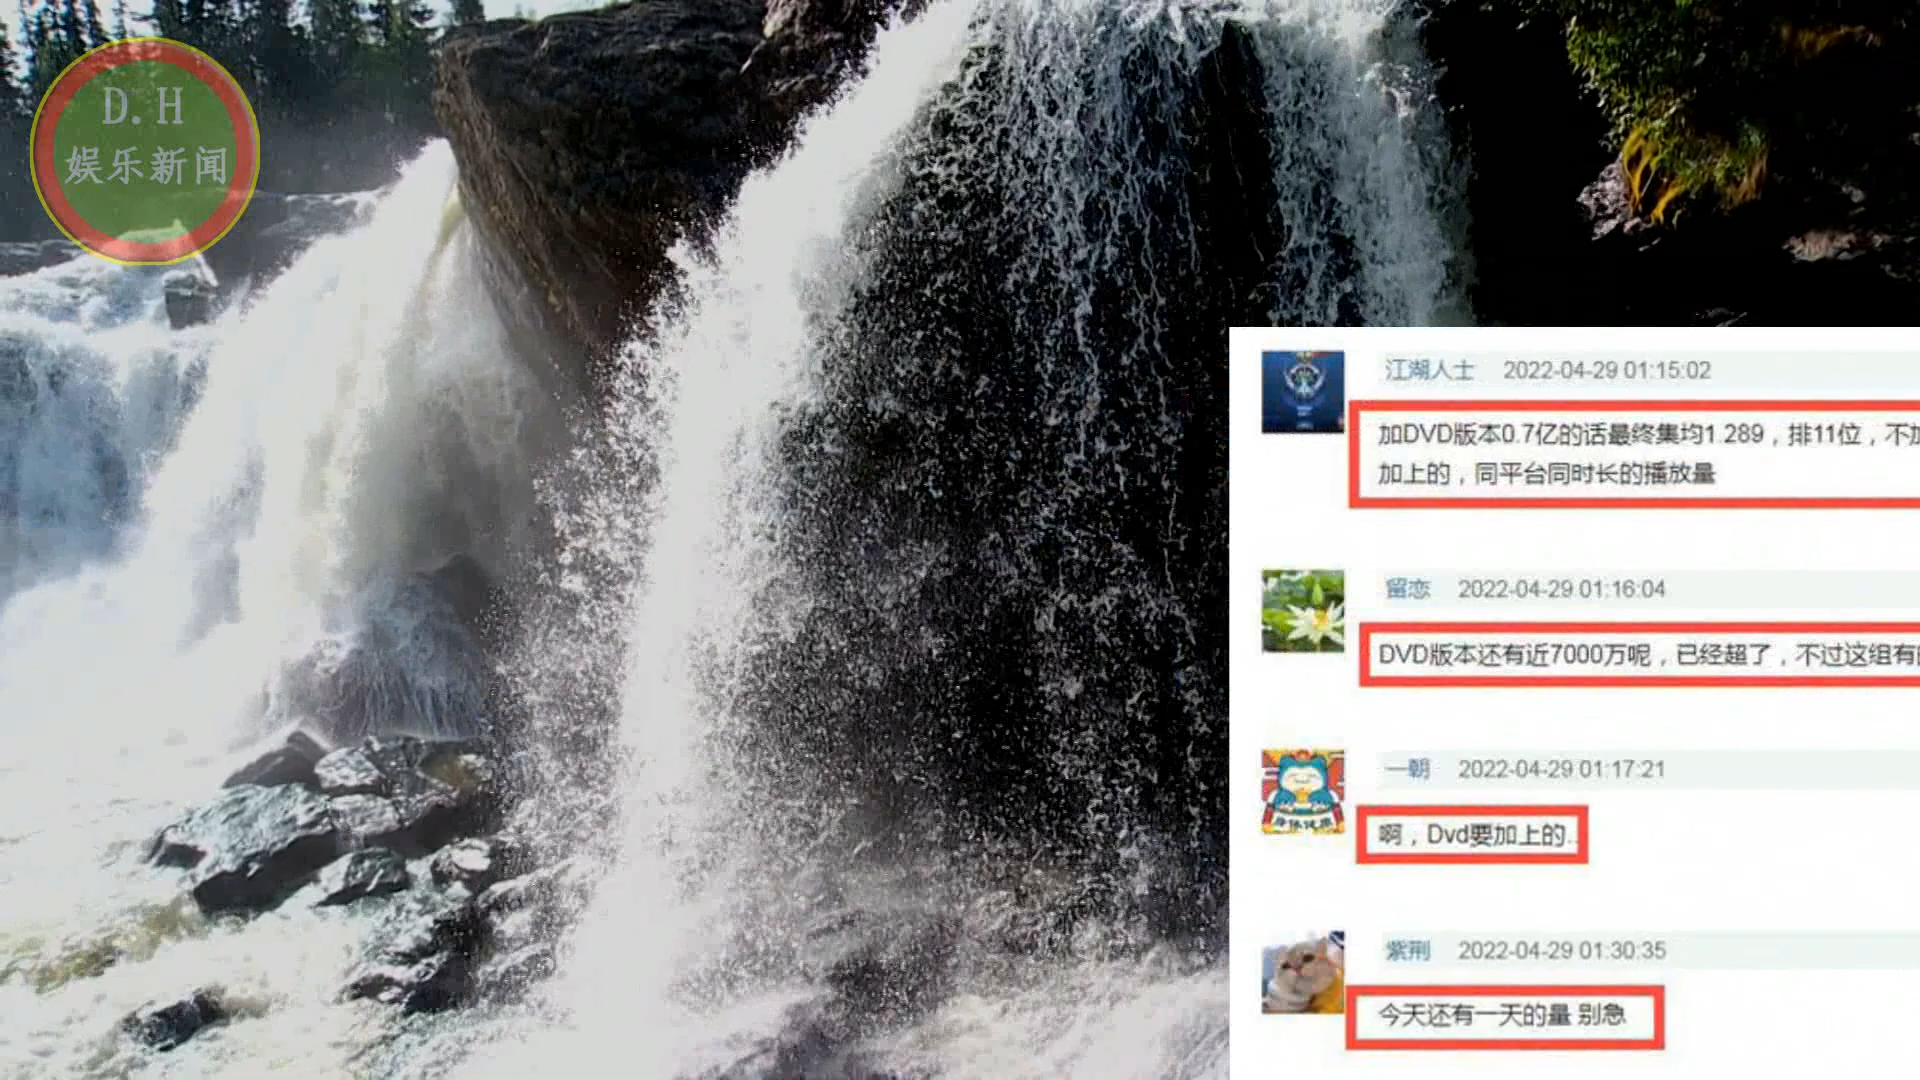 D.H
娱乐新闻
江湖人士 2022-04-29 01:15:02
加DVD版本0.7亿的话最终集均1.289，排11位，不加
加上的，同平台同时长的播放量
留恋 2022-04-29 01:16:04
DVD版本还有近7000万呢，已经超了，不过这组有
一朝 2022-04-29 01:17:21
啊，Dvd要加上的..
身体健康
紫荆 2022-04-29 01:30:35
今天还有一天的量 别急